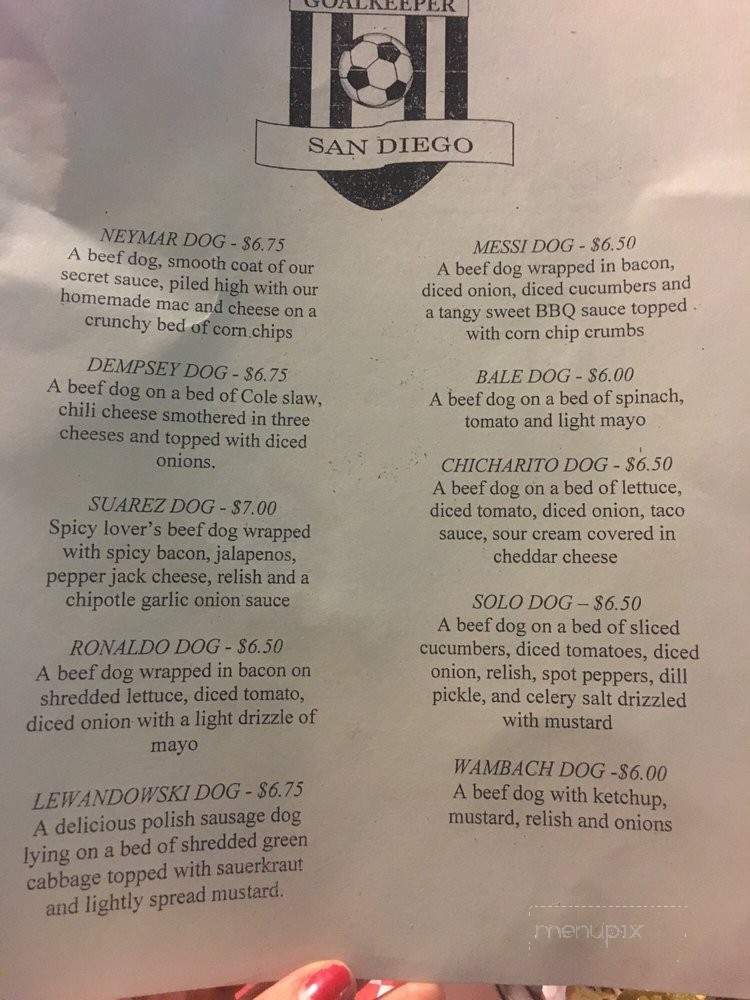 GOALKEEPER
SAN DIEGO
NEYMAR DOG - $6.75
A beef dog, smooth coat of our
secret sauce, piled high with our
homemade mac and cheese on a
crunchy bed of corn chips
DEMPSEY DOG - $6.75
A beef dog on a bed of Cole slaw,
chili cheese smothered in three
cheeses and topped with diced
onions.
SUAREZ DOG - $7.00
Spicy lover's beef dog wrapped
with spicy bacon, jalapenos,
pepper jack cheese, relish and a
chipotle garlic onion sauce
RONALDO DOG - $6.50
A beef dog wrapped in bacon on
shredded lettuce, diced tomato,
diced onion with a light drizzle of
mayo
LEWANDOWSKI DOG - $6.75
A delicious polish sausage dog
lying on a bed of shredded green
cabbage topped with sauerkraut
and lightly spread mustard.
MESSI DOG - $6.50
A beef dog wrapped in bacon,
diced onion, diced cucumbers and
a tangy sweet BBQ sauce topped
with corn chip crumbs
BALE DOG - $6.00
A beef dog on a bed of spinach,
tomato and light mayo
CHICHARITO DOG - $6.50
A beef dog on a bed of lettuce,
diced tomato, diced onion, taco
sauce, sour cream covered in
cheddar cheese
SOLO DOG – $6.50
A beef dog on a bed of sliced
cucumbers, diced tomatoes, diced
onion, relish, spot peppers, dill
pickle, and celery salt drizzled
with mustard
WAMBACH DOG -$6.00
A beef dog with ketchup,
mustard, relish and onions
menupix